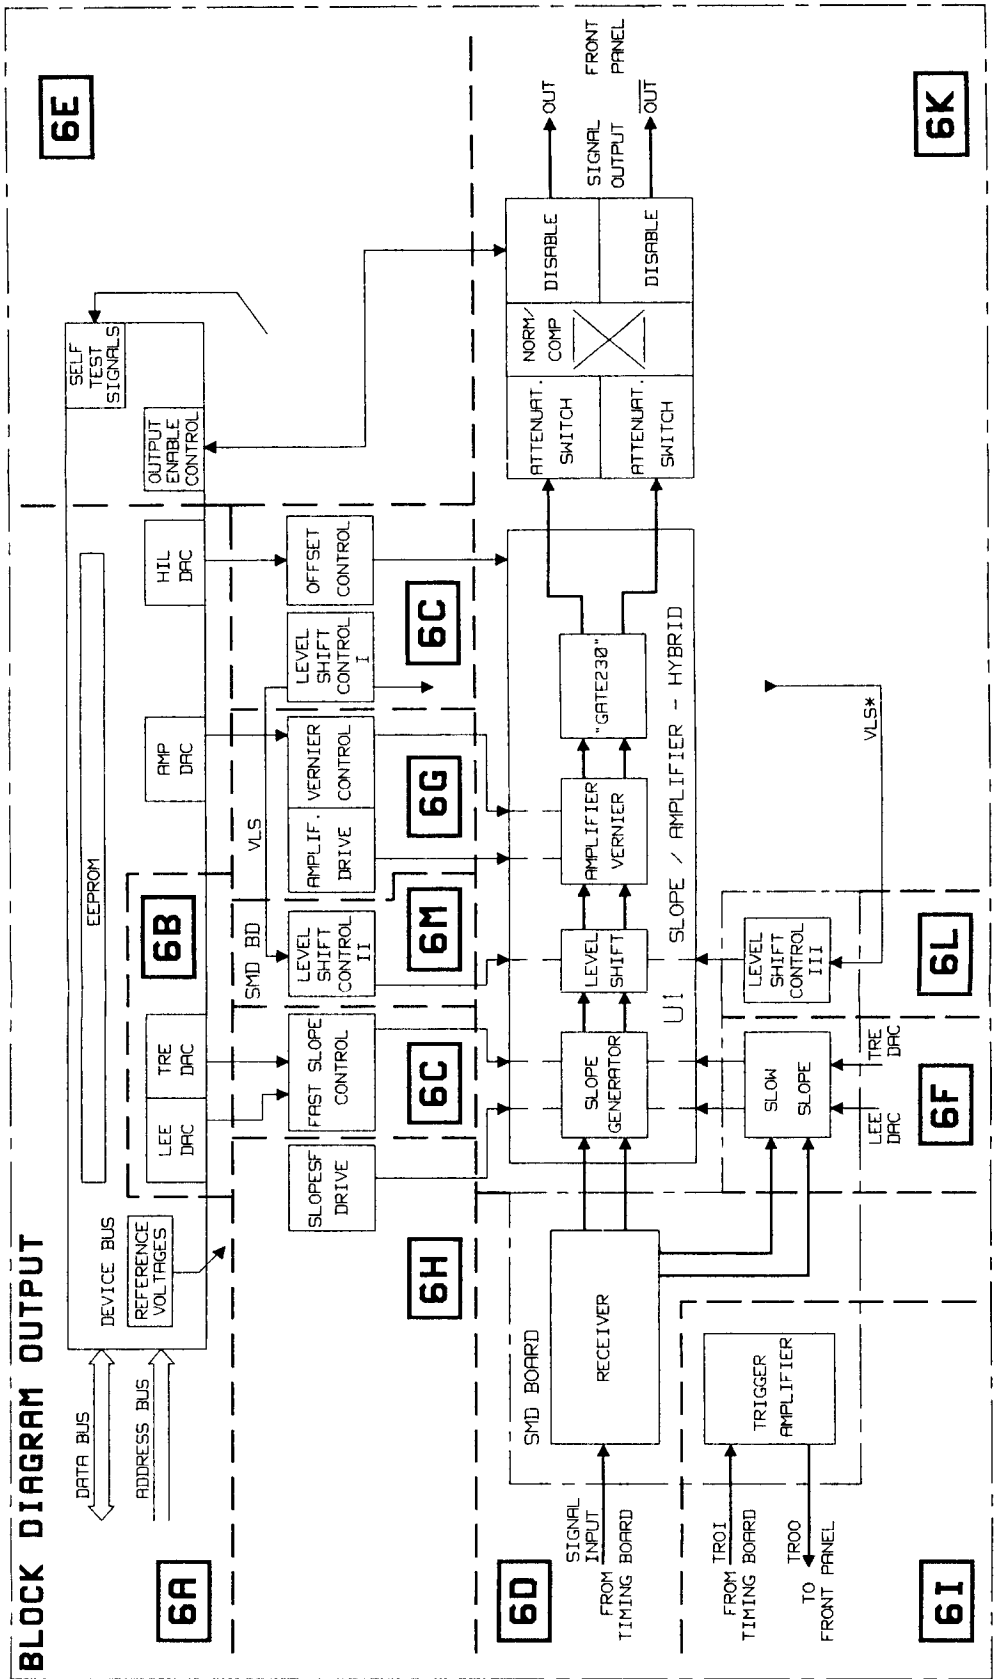 BLOCK DIAGRAM OUTPUT
6A
DATA BUS
ADDRESS BUS
DEVICE BUS
REFERENCE
VOLTAGES
EEPROM
LEE
DAC
TRE
DAC
6B
AMP
DAC
HIL
DAC
OUTPUT
ENABLE
CONTROL
SELF
TEST
SIGNALS
6E
6H
SLOPESF
DRIVE
FAST SLOPE
CONTROL
6C
SMD BD
LEVEL
SHIFT
CONTROL
II
6M
VLS
AMPLIF.
DRIVE
VERNIER
CONTROL
6G
LEVEL
SHIFT
CONTROL
I
OFFSET
CONTROL
6C
6D
SIGNAL
INPUT
FROM
TIMING BOARD
SMD BOARD
RECEIVER
SLOPE
GENERATOR
LEVEL
SHIFT
AMPLIFIER
VERNIER
"GATE230"
U1 SLOPE / AMPLIFIER - HYBRID
ATTENUAT.
SWITCH
ATTENUAT.
SWITCH
NORM/
COMP
DISABLE
DISABLE
OUT
SIGNAL FRONT
OUTPUT PANEL
OUT
6K
FROM TROI
TIMING BOARD
TO TROO
FRONT PANEL
TRIGGER
AMPLIFIER
6I
SLOW
SLOPE
LEE
DAC
TRE
DAC
6F
LEVEL
SHIFT
CONTROL
III
6L
VLS*